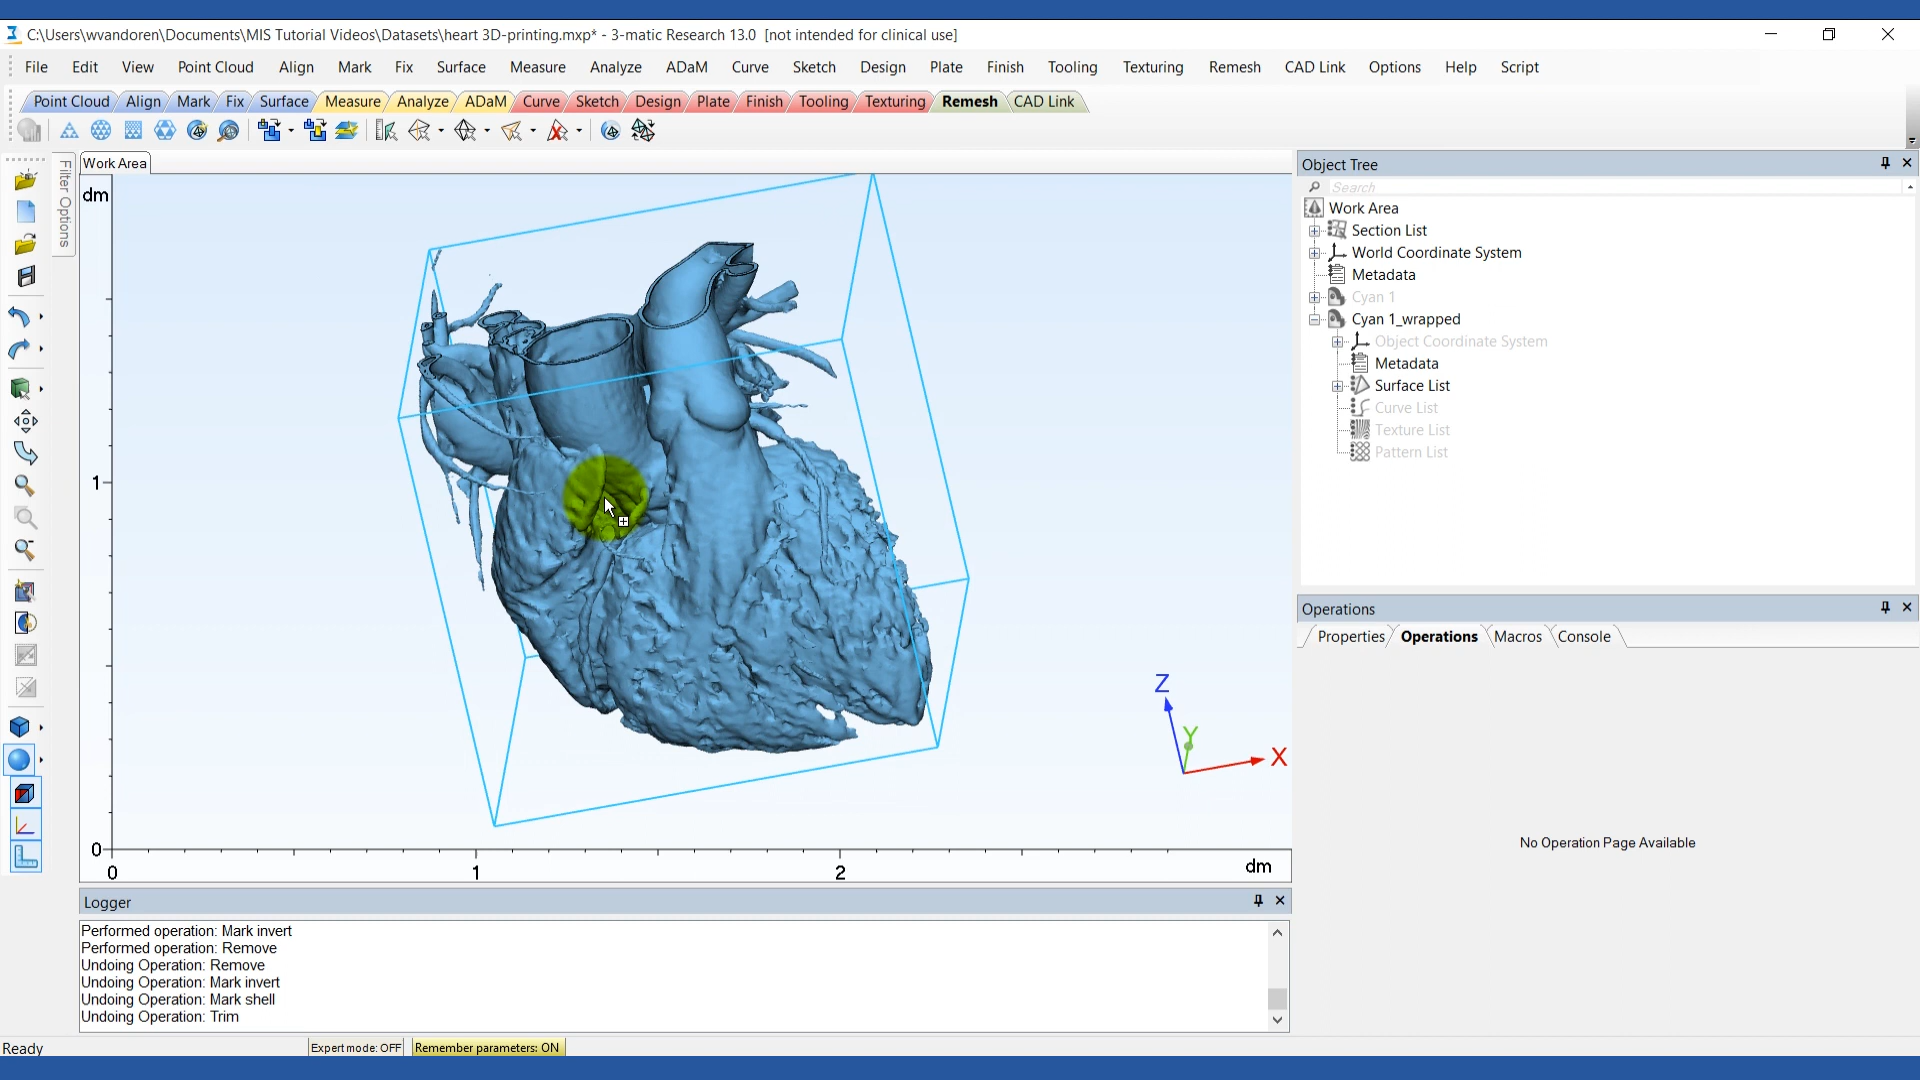 C:\Users\wvandoren\Documents\MIS Tutorial Videos\Datasets\heart 3D-printing.mxp* - 3-matic Research 13.0 [not intended for clinical use]
File Edit View Point Cloud Align Mark Fix Surface Measure Analyze ADaM Curve Sketch Design Plate Finish Tooling Texturing Remesh CAD Link Options Help Script
Point Cloud Align Mark Fix Surface Measure Analyze ADaM Curve Sketch Design Plate Finish Tooling Texturing Remesh CAD Link
Filter Options
Work Area
dm
1
0
0 1 2 dm
Z
Y
X
Object Tree
Search
Work Area
Section List
World Coordinate System
Metadata
Cyan 1
Cyan 1_wrapped
Object Coordinate System
Metadata
Surface List
Curve List
Texture List
Pattern List
Operations
Properties Operations Macros Console
No Operation Page Available
Logger
Performed operation: Mark invert
Performed operation: Remove
Undoing Operation: Remove
Undoing Operation: Mark invert
Undoing Operation: Mark shell
Undoing Operation: Trim
Ready Expert mode: OFF Remember parameters: ON